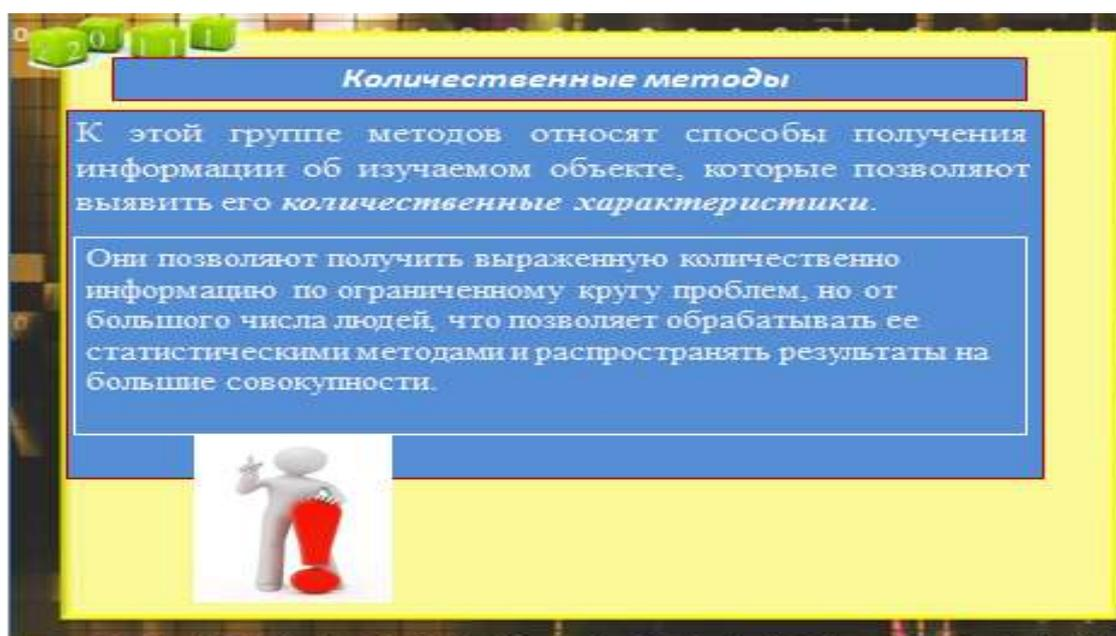 Количественные методы
К этой группе методов относят способы получения
информации об изучаемом объекте, которые позволяют
выявить его количественные характеристики.
Они позволяют получить выраженную количественно
информацию по ограниченному кругу проблем, но от
большого числа людей, что позволяет обрабатывать ее
статистическими методами и распространять результаты на
большие совокупности.